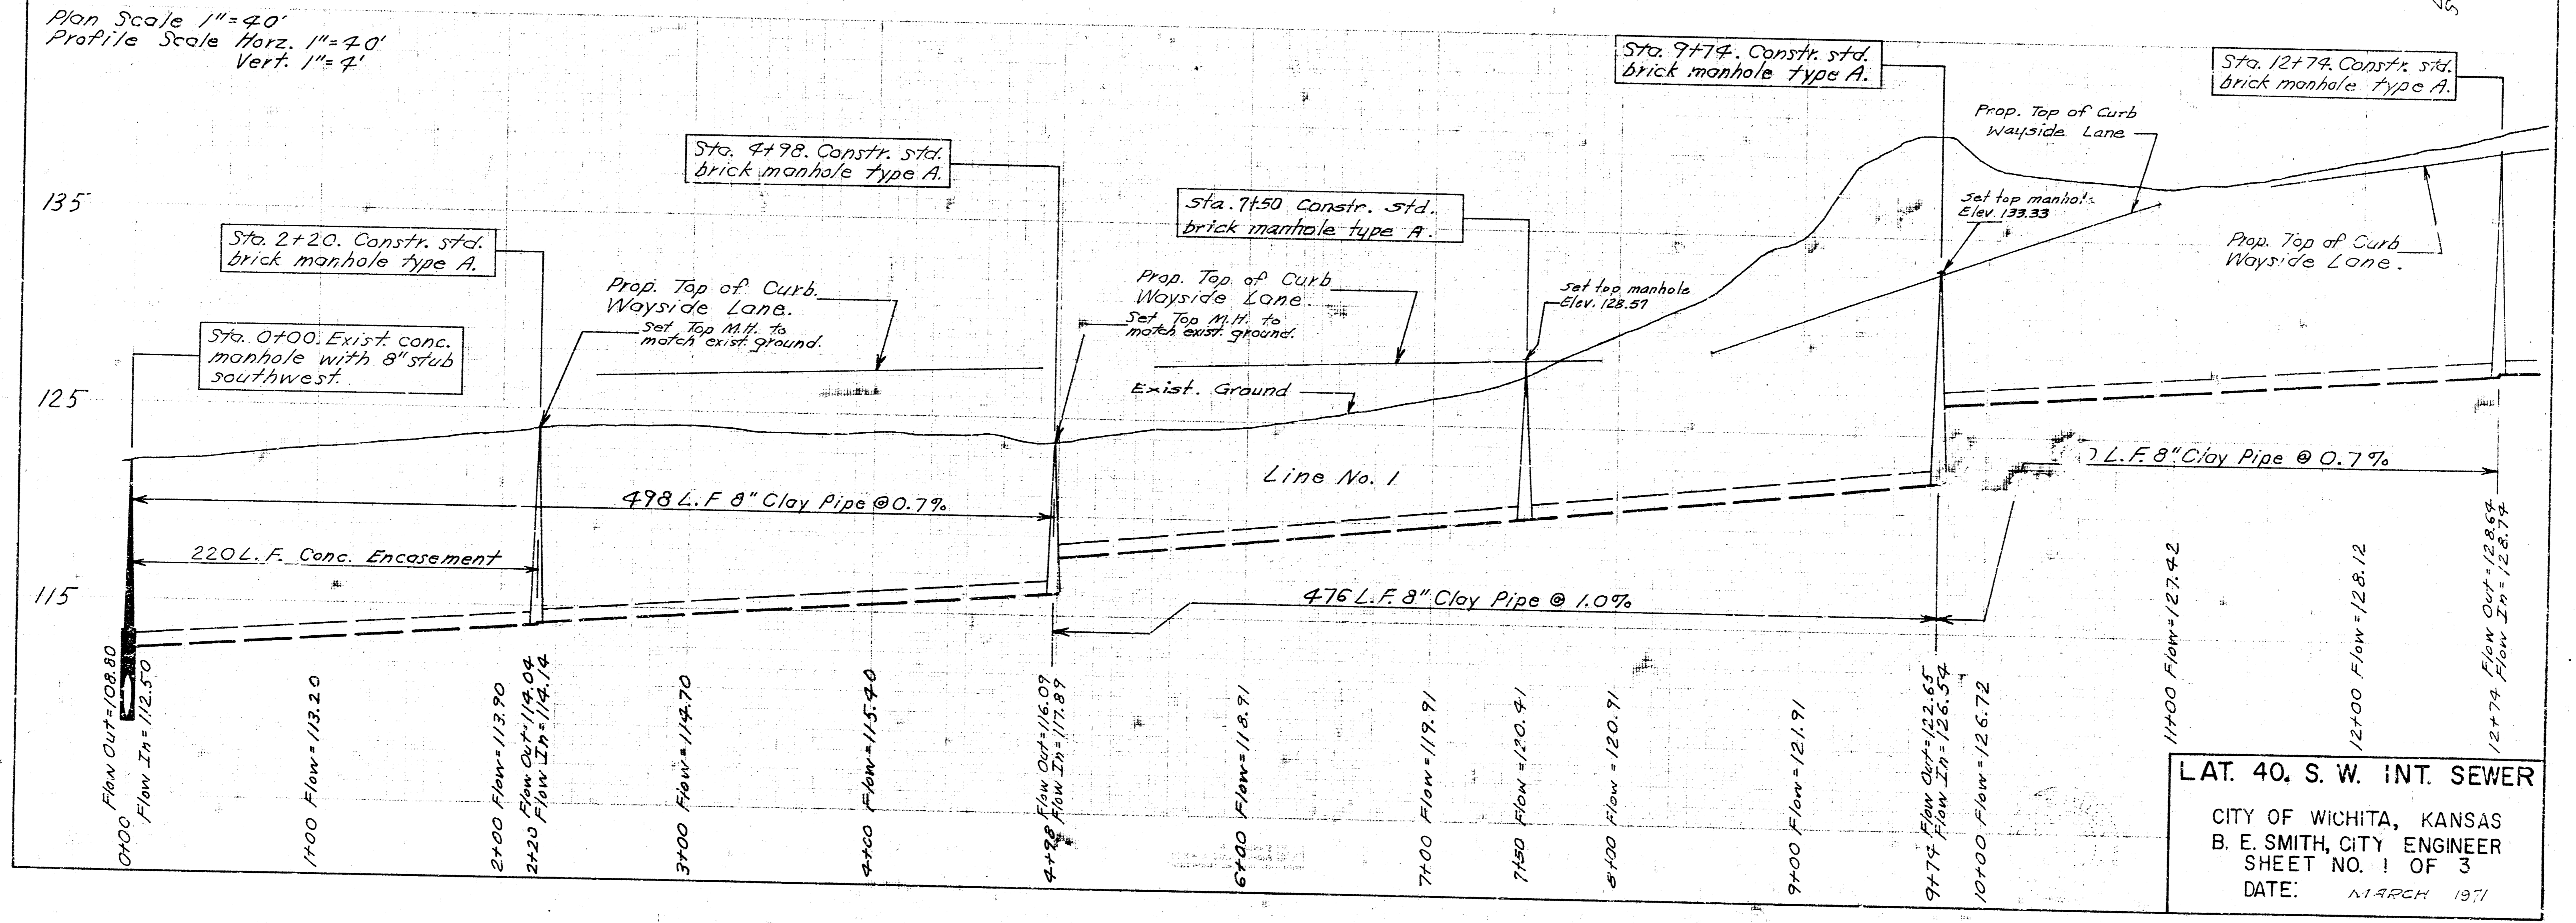 Plan Scale 1"=40'
Profile Scale Horz. 1"=40'
Vert. 1"=4'
135
125
115
Sta. 0+00. Exist. conc.
manhole with 8" stub
southwest.
Sta. 2+20. Constr. std.
brick manhole type A.
Prop. Top of Curb
Wayside Lane.
Set Top M.H. to
match exist. ground.
Sta. 4+98. Constr. std.
brick manhole type A.
Prop. Top of Curb
Wayside Lane.
Set Top M.H. to
match exist. ground.
Exist. Ground
Sta. 7+50 Constr. std.
brick manhole type A.
Set top manhole
Elev. 128.57
Sta. 9+74. Constr. std.
brick manhole type A.
Prop. Top of Curb
Wayside Lane
Set top manhole
Elev. 133.33
Sta. 12+74. Constr. std.
brick manhole type A.
Prop. Top of Curb
Wayside Lane.
498 L.F 8" Clay Pipe @ 0.7%
220 L.F. Conc. Encasement
Line No. 1
476 L.F. 8" Clay Pipe @ 1.0%
L.F. 8" Clay Pipe @ 0.7%
0+00 Flow Out=108.80
Flow In=112.50
1+00 Flow=113.20
2+00 Flow=113.90
2+20 Flow Out=114.04
Flow In=114.14
3+00 Flow=114.70
4+00 Flow=115.40
4+98 Flow Out=116.09
Flow In=117.89
6+00 Flow=118.91
7+00 Flow=119.91
7+50 Flow=120.41
8+00 Flow=120.91
9+00 Flow=121.91
9+74 Flow Out=122.65
Flow In=126.54
10+00 Flow=126.72
11+00 Flow=127.42
12+00 Flow=128.12
12+74 Flow Out=128.64
Flow In=128.74
LAT. 40, S. W. INT. SEWER
CITY OF WICHITA, KANSAS
B. E. SMITH, CITY ENGINEER
SHEET NO. 1 OF 3
DATE: MARCH 1971